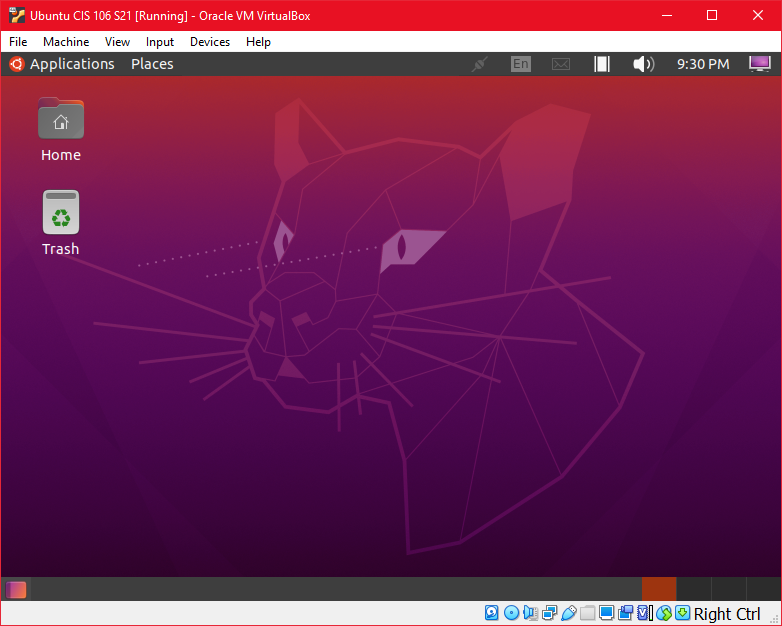 Ubuntu CIS 106 S21 [Running] - Oracle VM VirtualBox
File Machine View Input Devices Help
Applications Places En 9:30 PM
Home
Trash
Right Ctrl